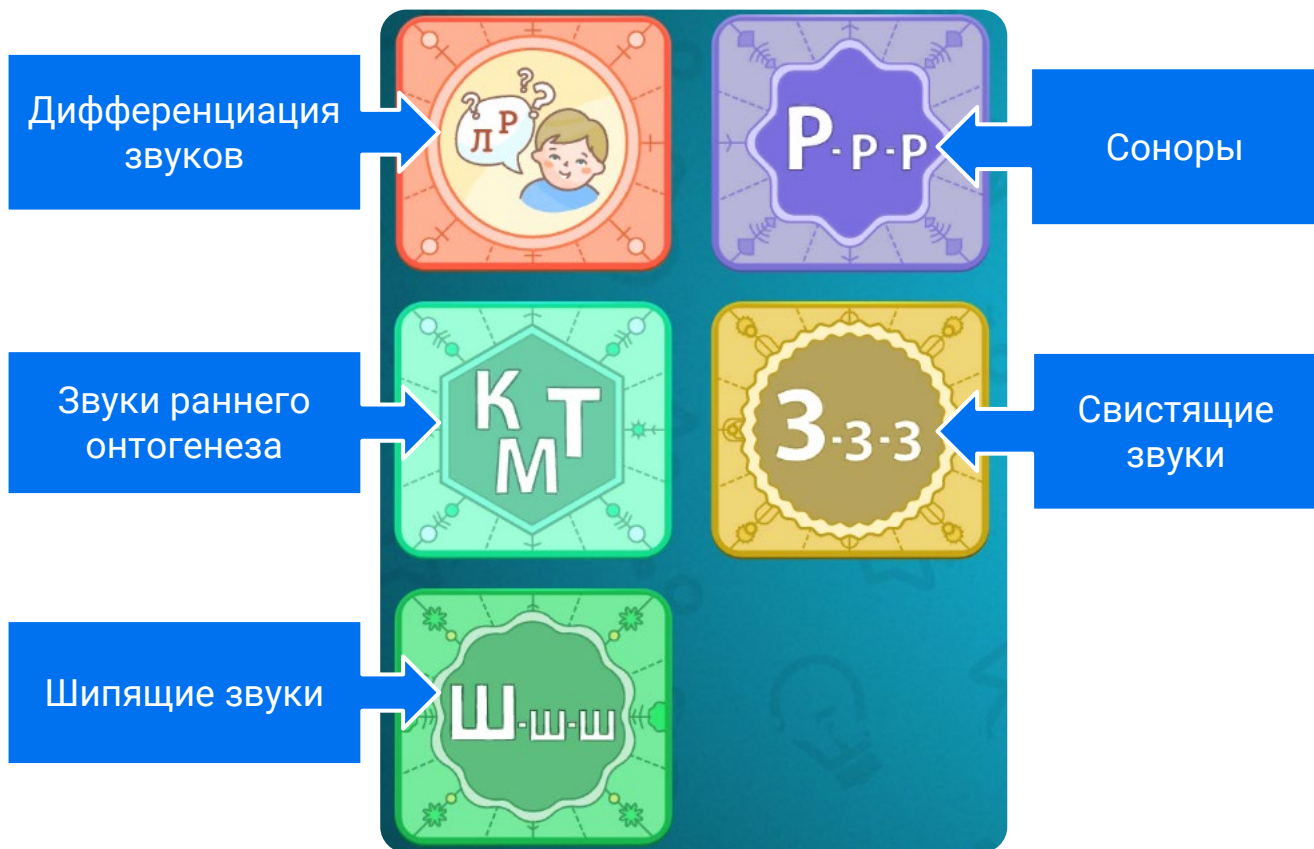 Дифференциация
звуков
? ? ?
Л Р
Р-Р-Р
Соноры
Звуки раннего
онтогенеза
К М Т
З-З-З
Свистящие
звуки
Шипящие звуки
Ш-Ш-Ш